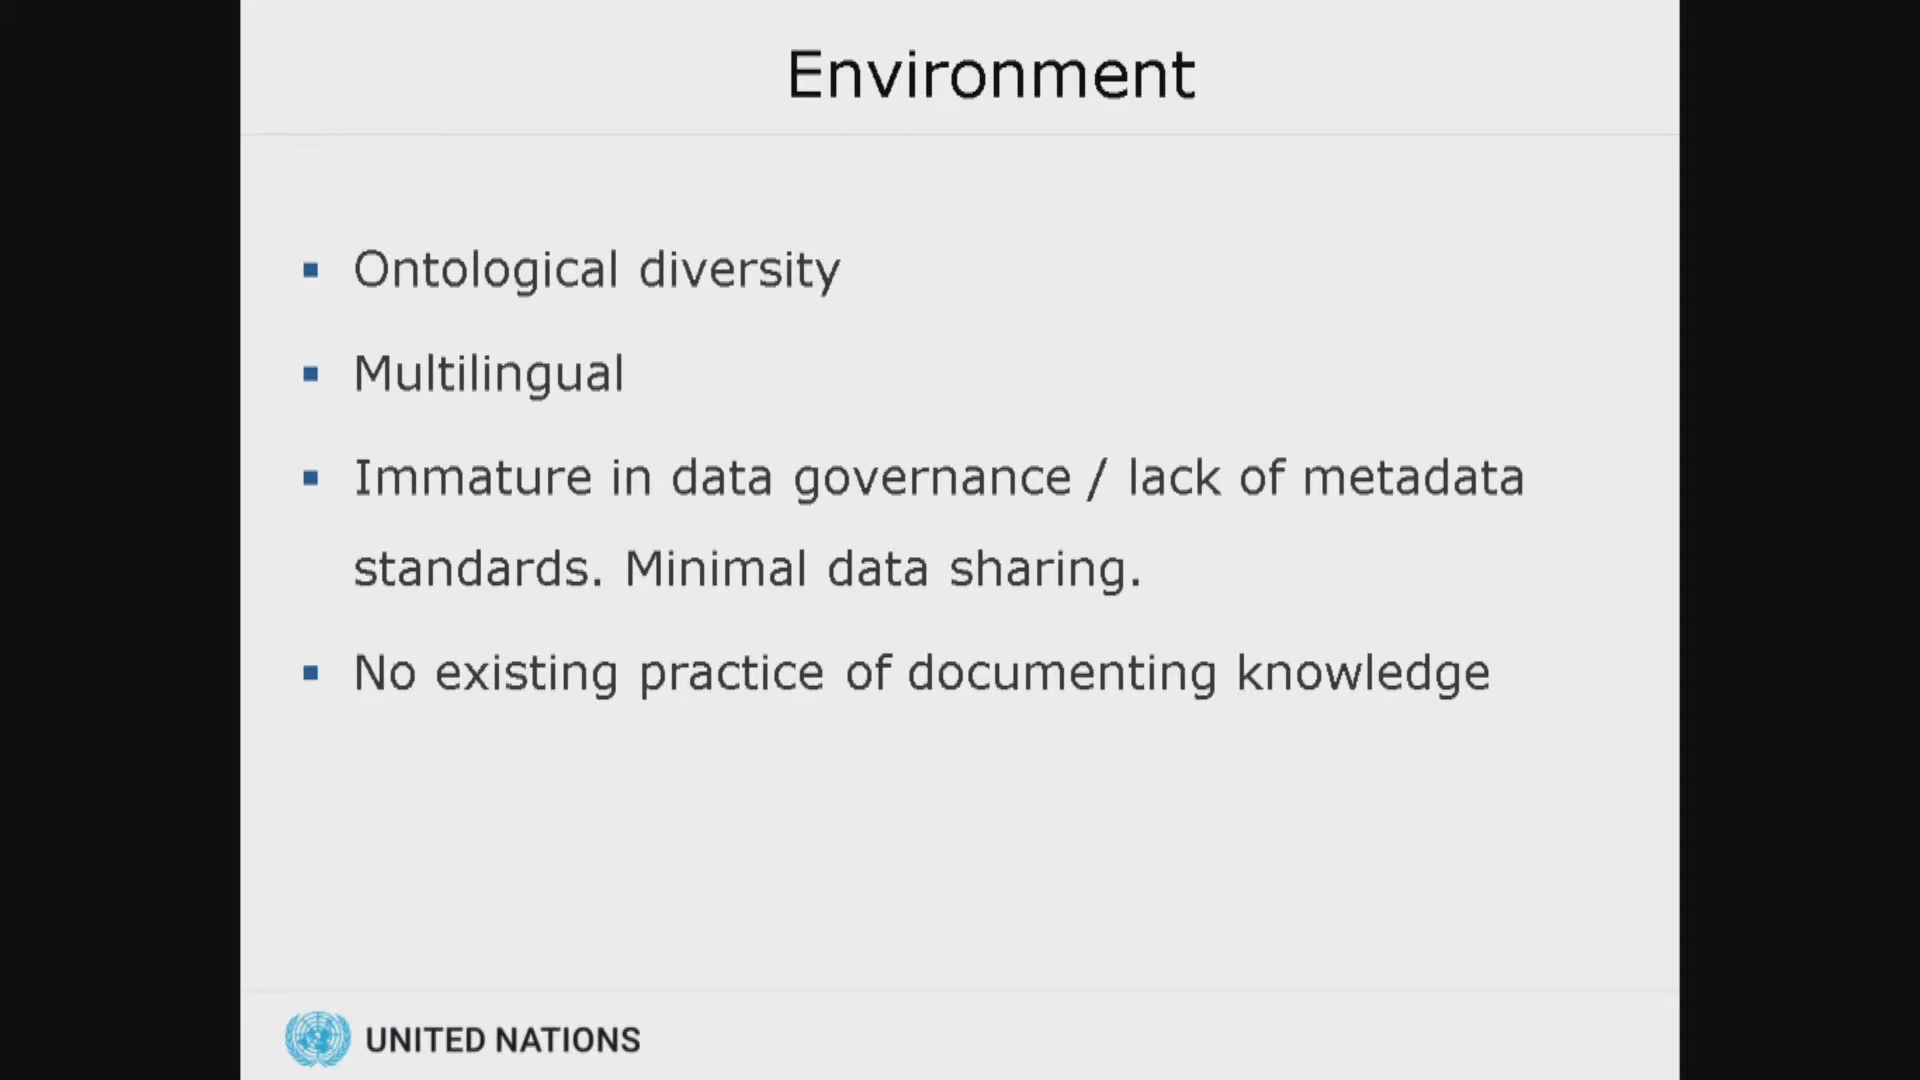 Environment
Ontological diversity
Multilingual
Immature in data governance / lack of metadata
standards. Minimal data sharing.
No existing practice of documenting knowledge
UNITED NATIONS